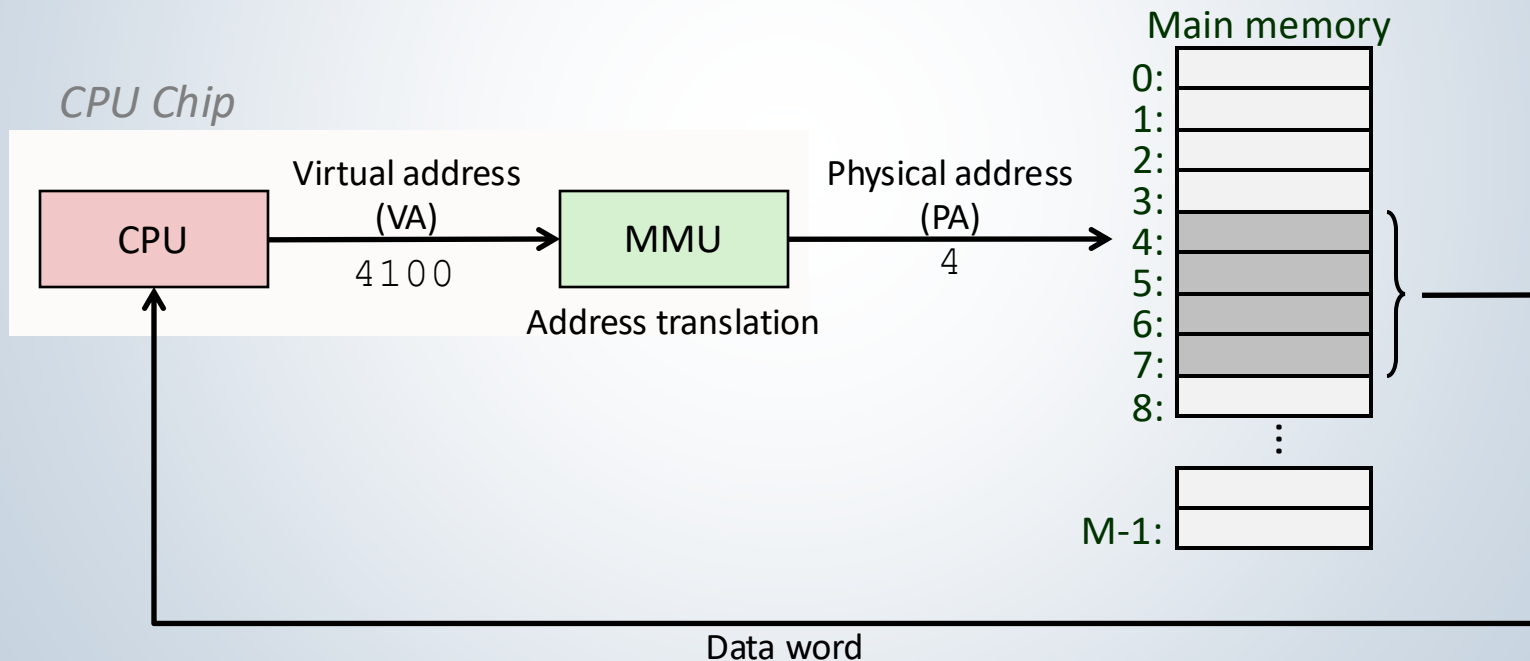 Main memory
CPU Chip
0:
1:
2:
3:
4:
5:
6:
7:
8:
M-1:
Virtual address
(VA)
4100
Physical address
(PA)
4
CPU
MMU
Address translation
Data word